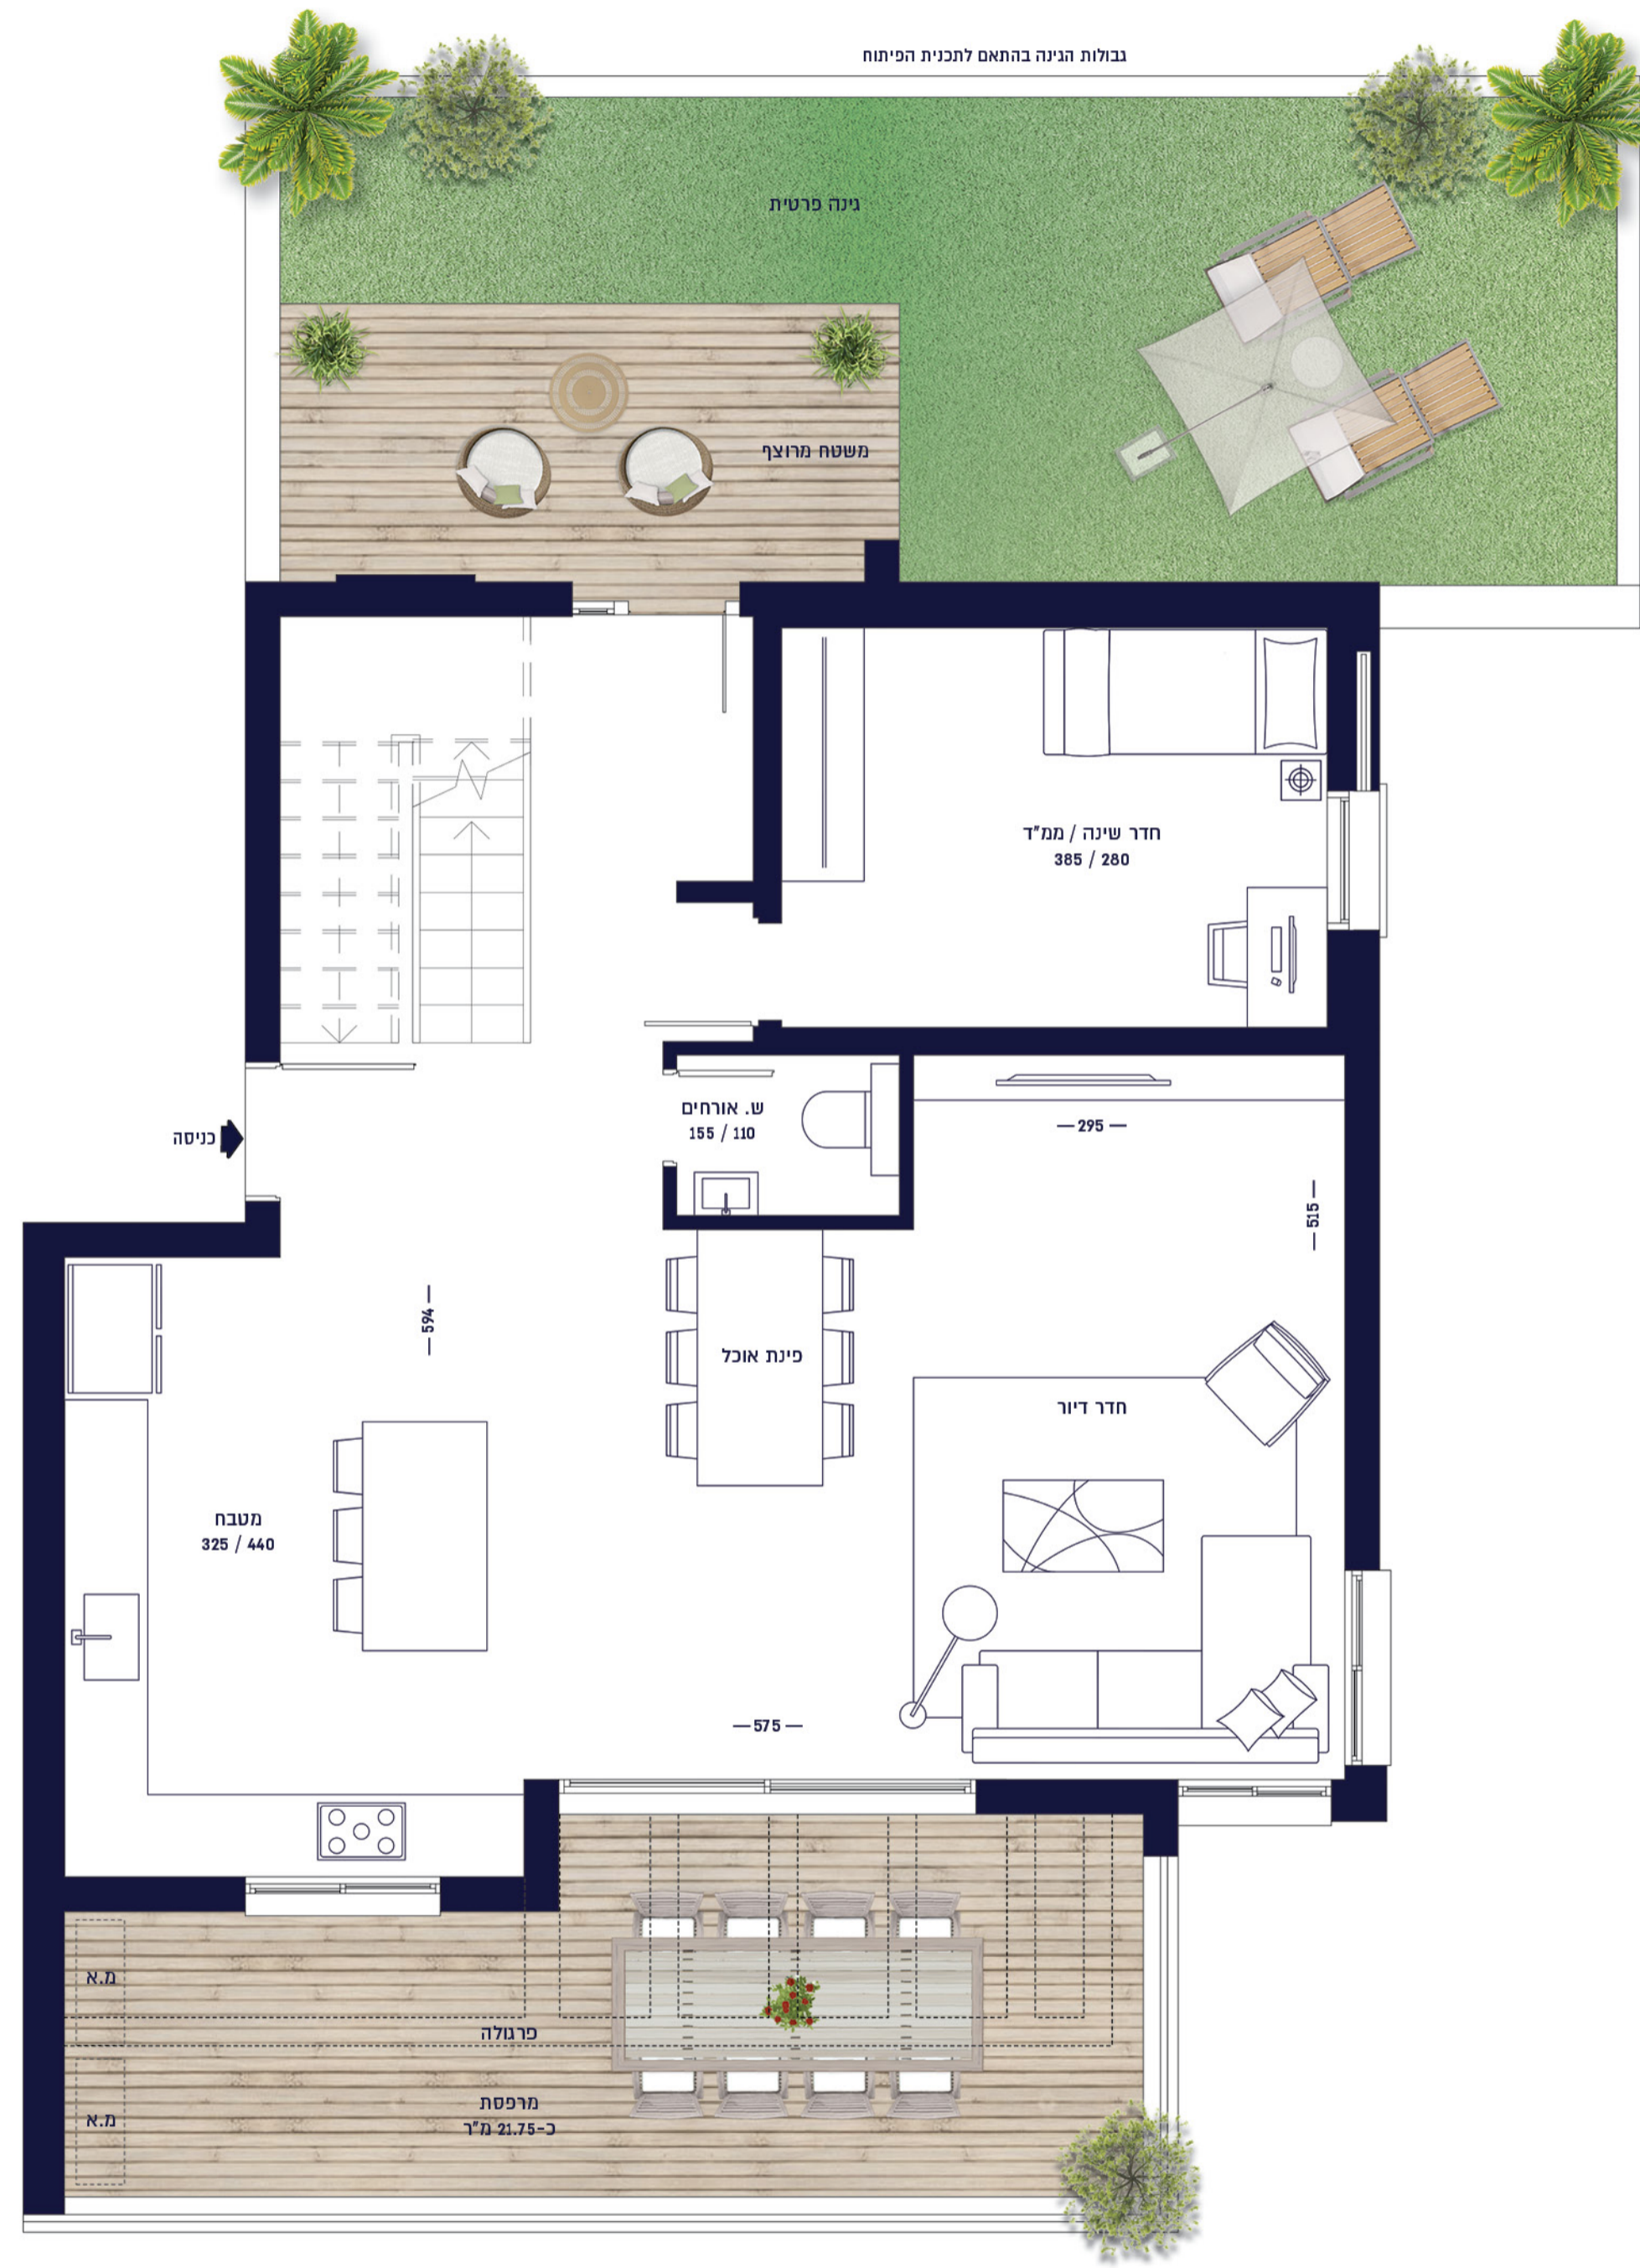 גבולות הגינה בהתאם לתכנית הפיתוח
גינה פרטית
משטח מרוצף
חדר שינה / ממ"ד
385 / 280
ש. אורחים
155 / 110
295
כניסה
515
594
פינת אוכל
חדר דיור
מטבח
325 / 440
575
מ.א
פרגולה
מרפסת
כ-21.75 מ"ר
מ.א